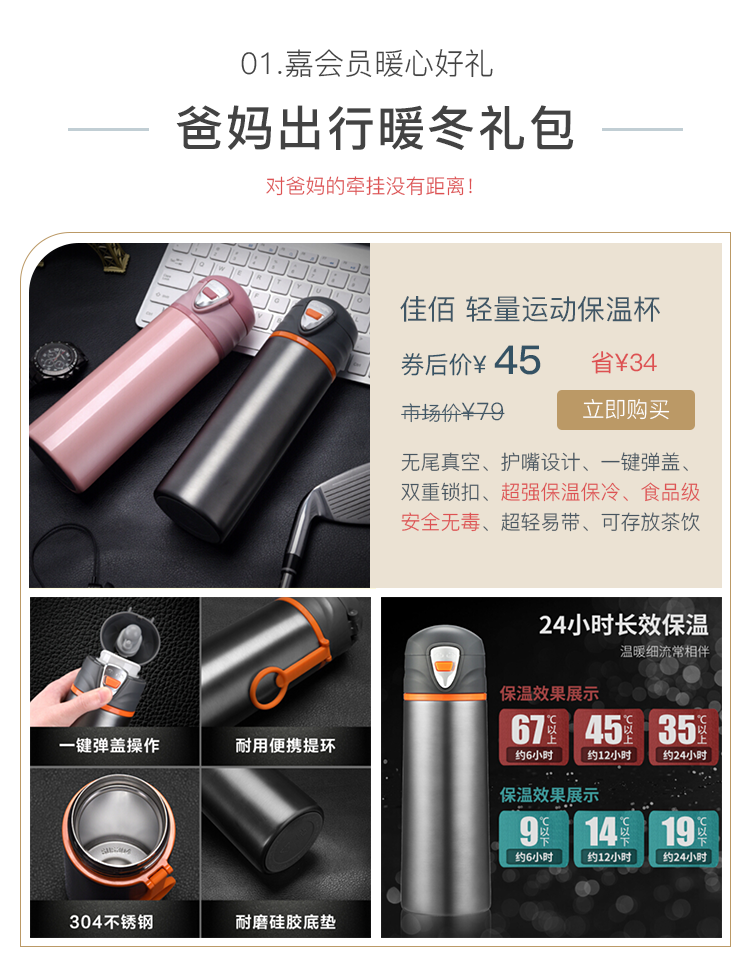 01.嘉会员暖心好礼
爸妈出行暖冬礼包
对爸妈的牵挂没有距离!
佳佰 轻量运动保温杯
券后价¥ 45 省¥34
市场价¥79 立即购买
无尾真空、护嘴设计、一键弹盖、
双重锁扣、超强保温保冷、食品级
安全无毒、超轻易带、可存放茶饮
一键弹盖操作
耐用便携提环
304不锈钢
耐磨硅胶底垫
24小时长效保温
温暖细流常相伴
保温效果展示
67℃以上 45℃以上 35℃以上
约6小时 约12小时 约24小时
保温效果展示
9℃以下 14℃以下 19℃以下
约6小时 约12小时 约24小时